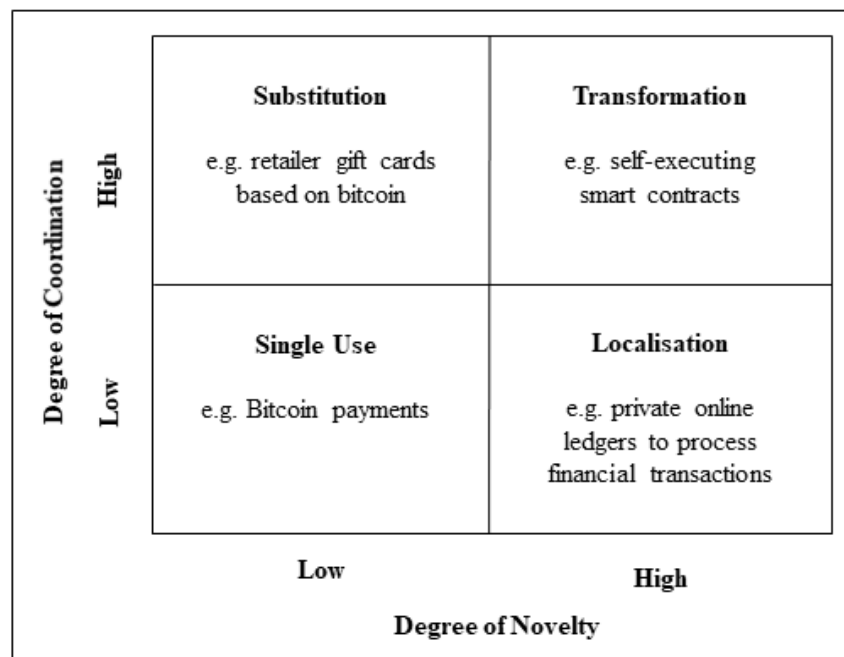 Degree of Coordination
High
Substitution
e.g. retailer gift cards
based on bitcoin
Transformation
e.g. self-executing
smart contracts
Low
Single Use
e.g. Bitcoin payments
Localisation
e.g. private online
ledgers to process
financial transactions
Low
High
Degree of Novelty